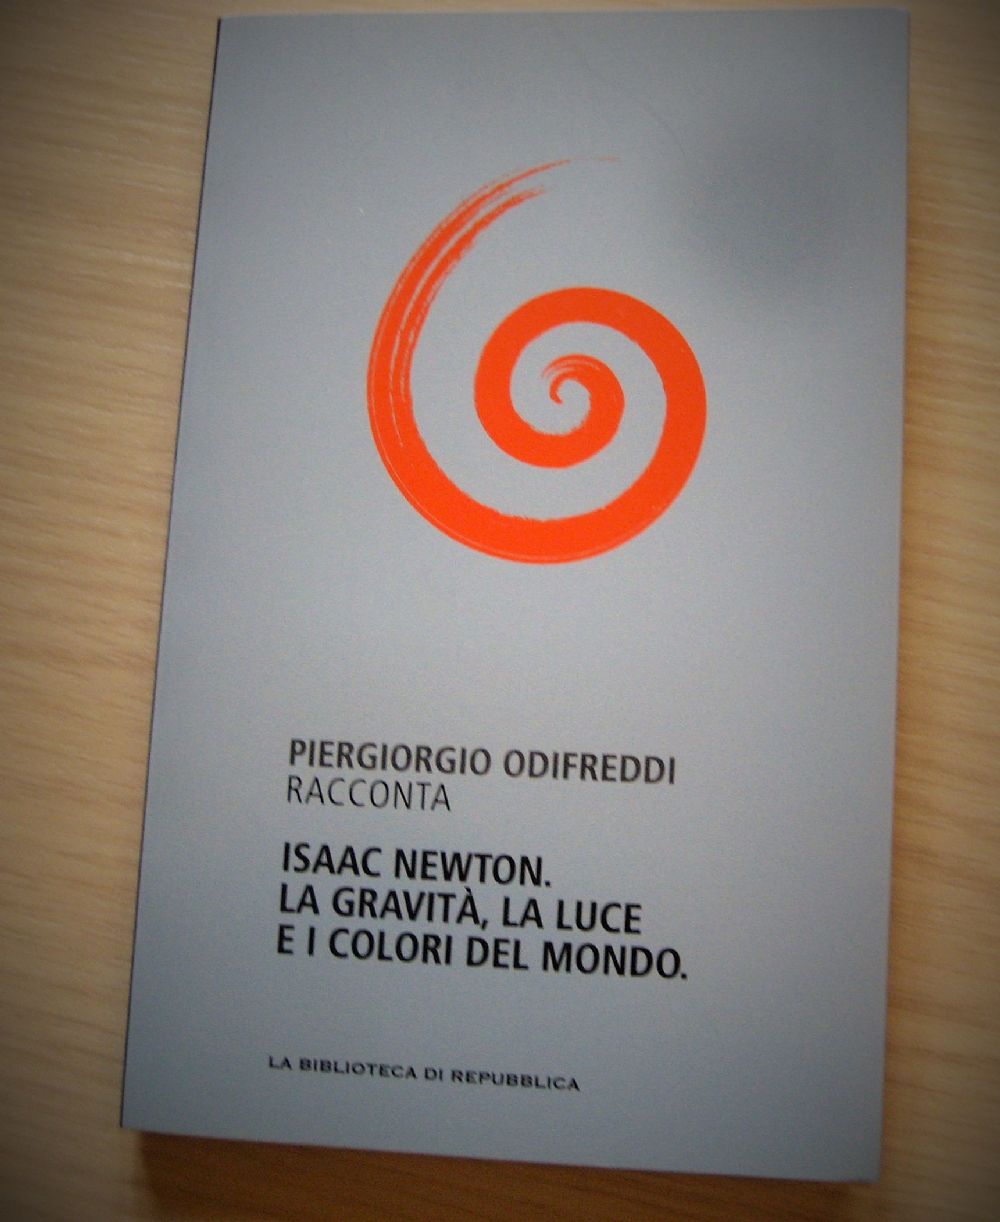 PIERGIORGIO ODIFREDDI
RACCONTA
ISAAC NEWTON.
LA GRAVITÀ, LA LUCE
E I COLORI DEL MONDO.
LA BIBLIOTECA DI REPUBBLICA